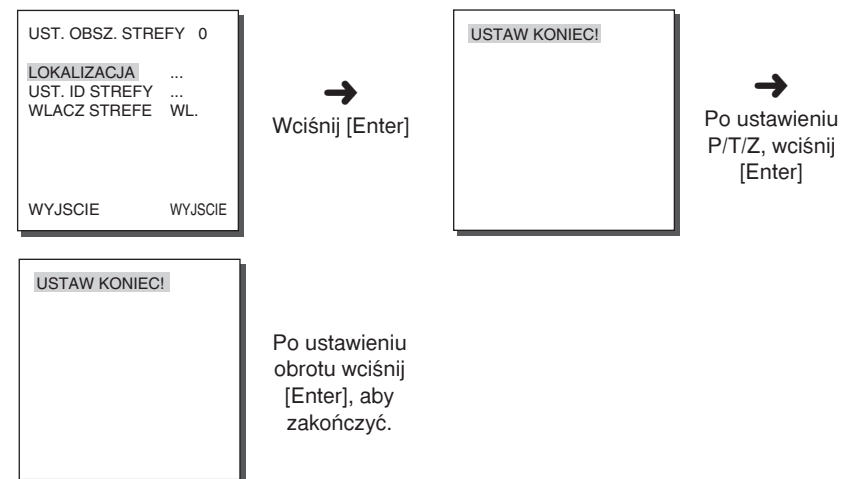 UST. OBSZ. STREFY 0
LOKALIZACJA ...
UST. ID STREFY ...
WLACZ STREFE WL.
WYJSCIE WYJSCIE
Wciśnij [Enter]
USTAW KONIEC!
Po ustawieniu
P/T/Z, wciśnij
[Enter]
USTAW KONIEC!
Po ustawieniu
obrotu wciśnij
[Enter], aby
zakończyć.